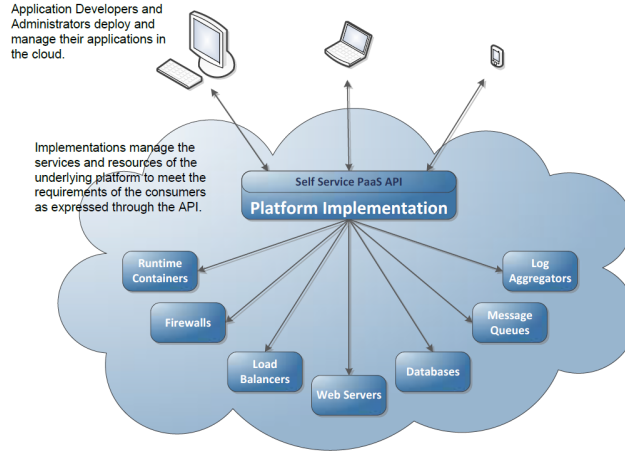 Application Developers and
Administrators deploy and
manage their applications in
the cloud.
Implementations manage the
services and resources of the
underlying platform to meet the
requirements of the consumers
as expressed through the API.
Self Service PaaS API
Platform Implementation
Runtime
Containers
Log
Aggregators
Firewalls
Message
Queues
Load
Balancers
Databases
Web Servers